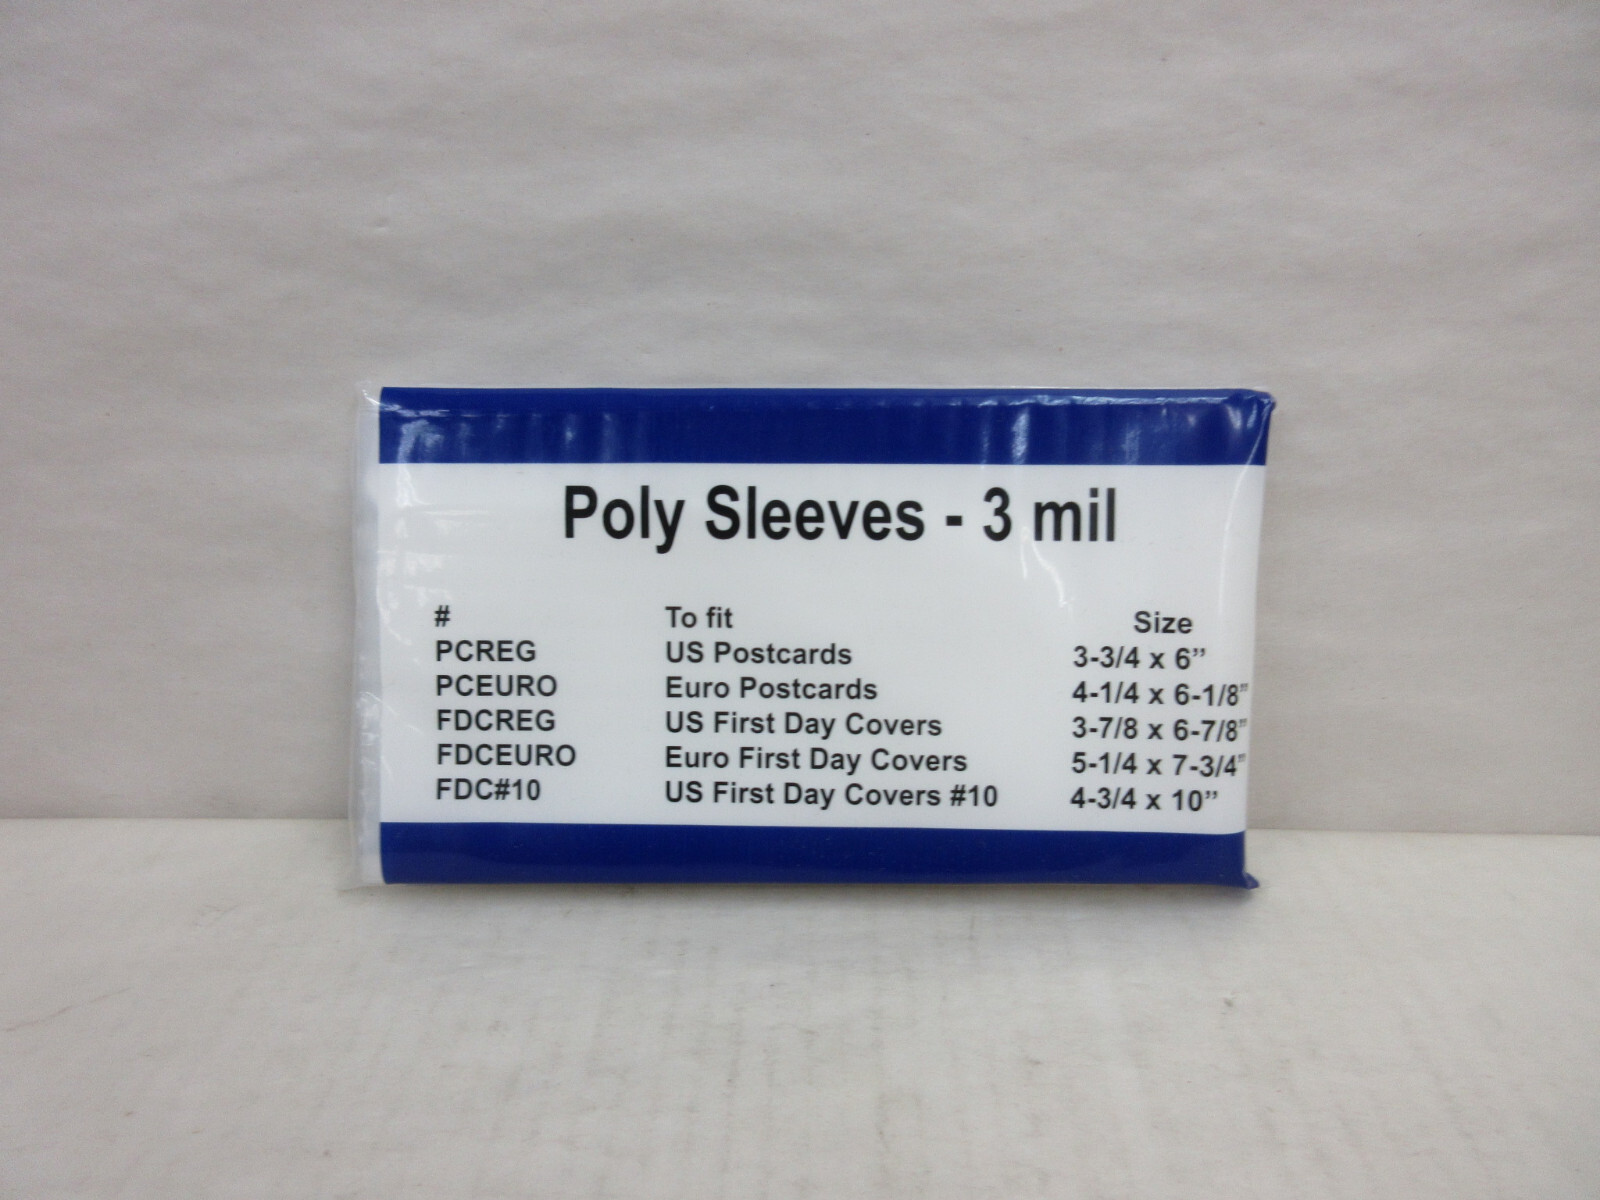 Poly Sleeves - 3 mil
# To fit Size
PCREG US Postcards 3-3/4 x 6”
PCEURO Euro Postcards 4-1/4 x 6-1/8”
FDCREG US First Day Covers 3-7/8 x 6-7/8”
FDCEURO Euro First Day Covers 5-1/4 x 7-3/4”
FDC#10 US First Day Covers #10 4-3/4 x 10”